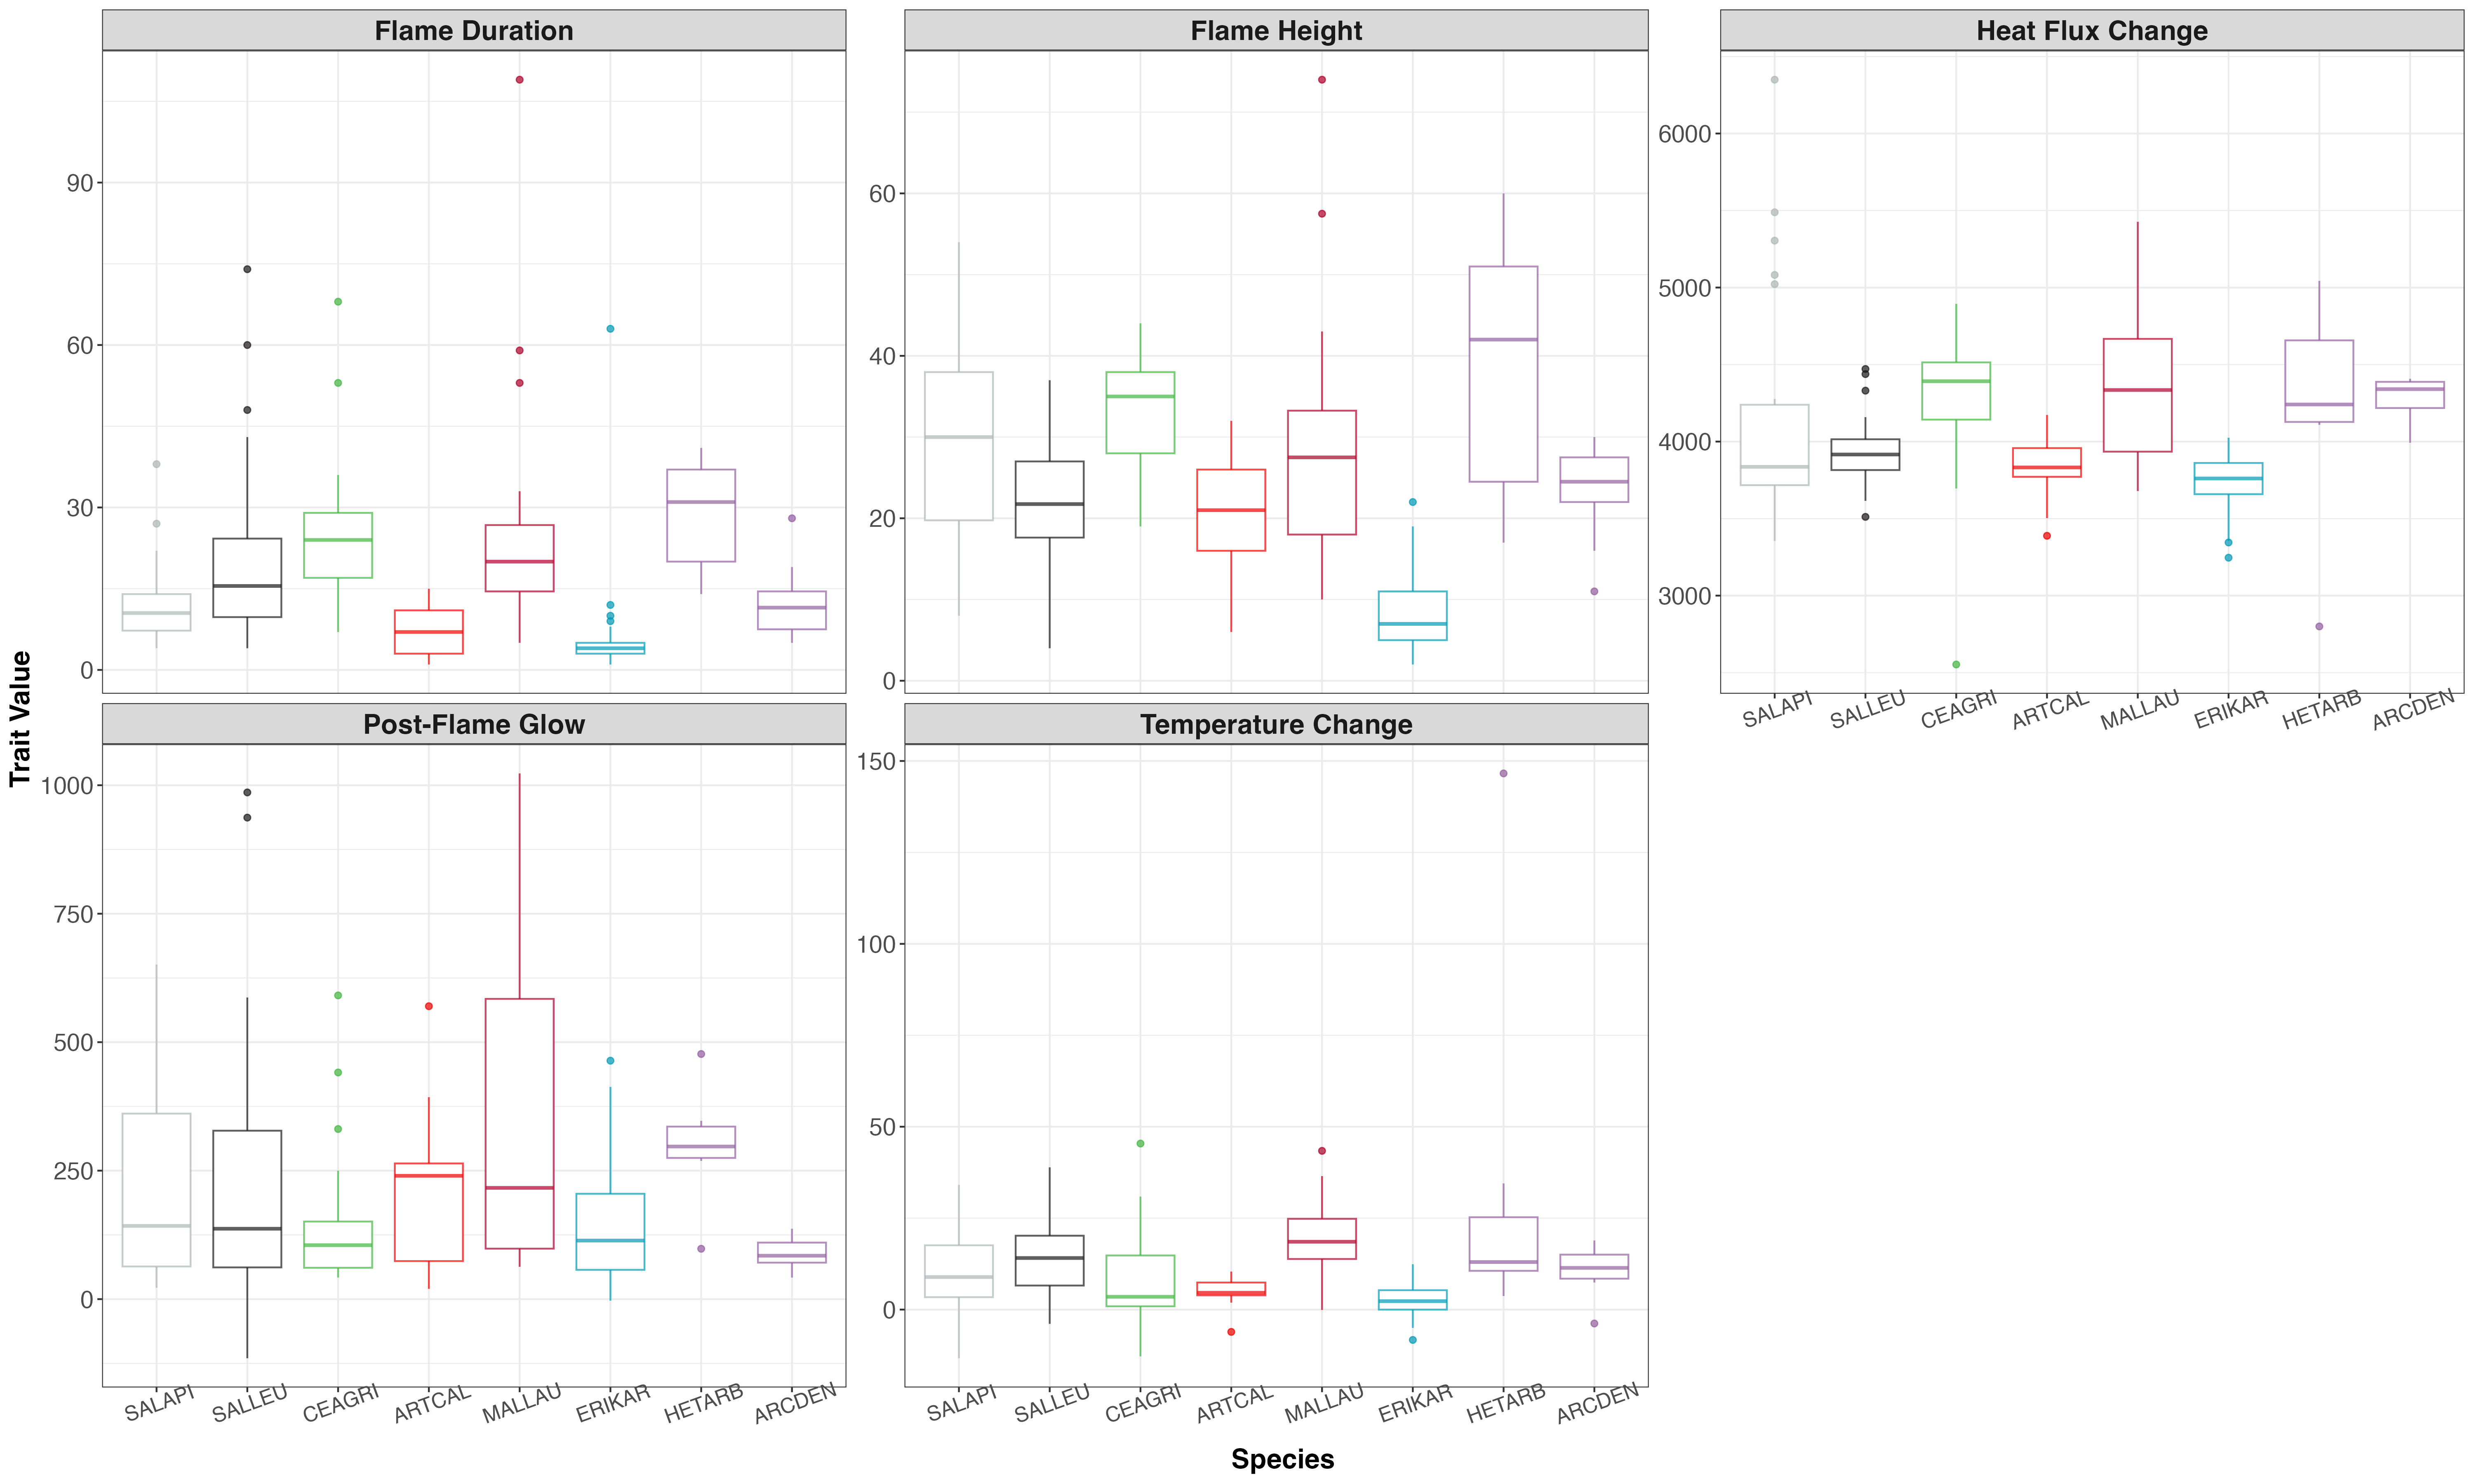 Flame Duration
Flame Height
Heat Flux Change
90
60
30
0
60
40
20
0
6000
5000
4000
3000
SALAPI SALLEU CEAGRI ARTCAL MALLAU ERIKAR HETARB ARCDEN
Trait Value
Post-Flame Glow
Temperature Change
1000
750
500
250
0
150
100
50
0
SALAPI SALLEU CEAGRI ARTCAL MALLAU ERIKAR HETARB ARCDEN
SALAPI SALLEU CEAGRI ARTCAL MALLAU ERIKAR HETARB ARCDEN
Species